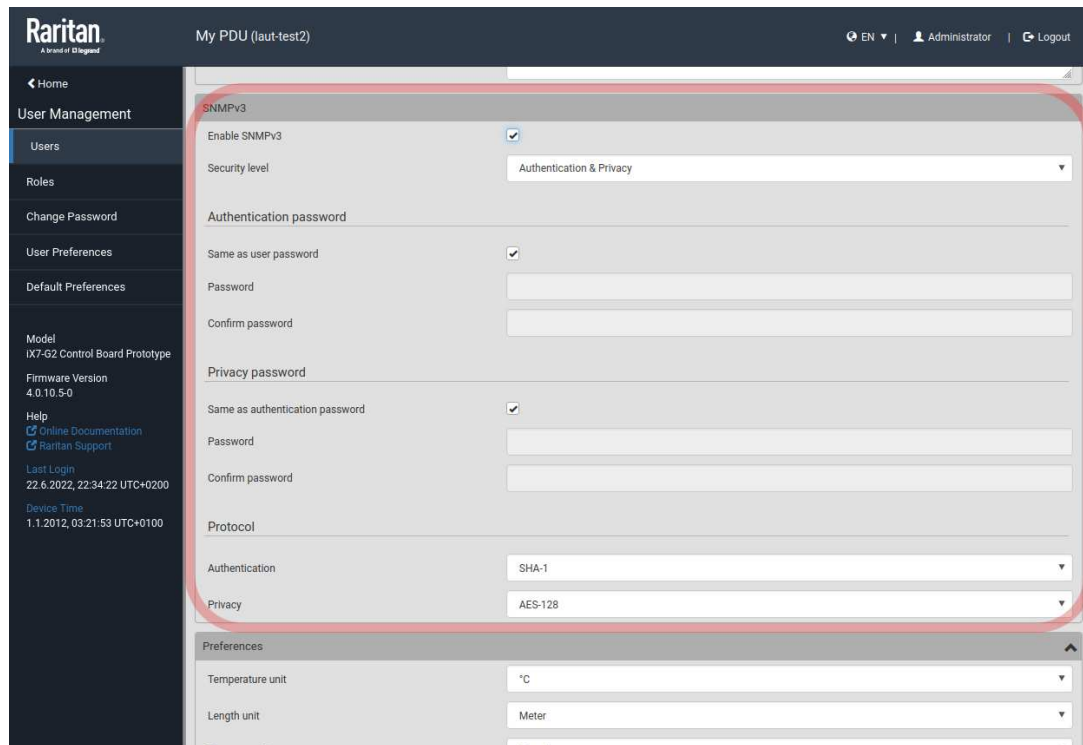 Raritan.
A brand of legrand
My PDU (laut-test2)
EN
Administrator
Logout
Home
User Management
Users
Roles
Change Password
User Preferences
Default Preferences
Model
iX7-G2 Control Board Prototype
Firmware Version
4.0.10.5-0
Help
Online Documentation
Raritan Support
Last Login
22.6.2022, 22:34:22 UTC+0200
Device Time
1.1.2012, 03:21:53 UTC+0100
SNMPv3
Enable SNMPv3
Security level
Authentication & Privacy
Authentication password
Same as user password
Password
Confirm password
Privacy password
Same as authentication password
Password
Confirm password
Protocol
Authentication
SHA-1
Privacy
AES-128
Preferences
Temperature unit
°C
Length unit
Meter